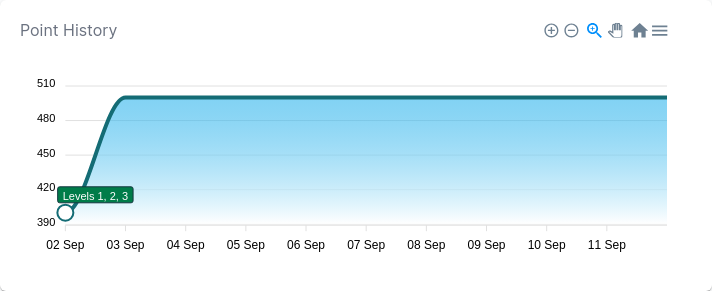 Point History
510
480
450
420
390
Levels 1, 2, 3
02 Sep 03 Sep 04 Sep 05 Sep 06 Sep 07 Sep 08 Sep 09 Sep 10 Sep 11 Sep